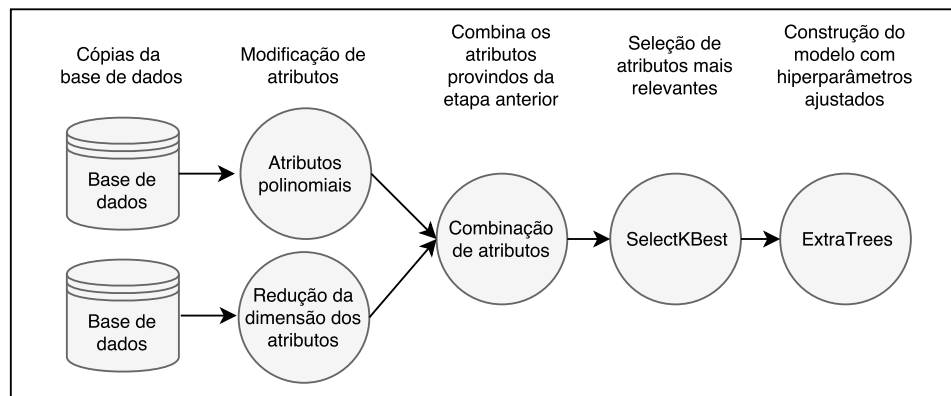 Cópias da
base de dados
Modificação de
atributos
Combina os
atributos
provindos da
etapa anterior
Seleção de
atributos mais
relevantes
Construção do
modelo com
hiperparâmetros
ajustados
Base de
dados
Atributos
polinomiais
Base de
dados
Redução da
dimensão dos
atributos
Combinação
de atributos
SelectKBest
ExtraTrees